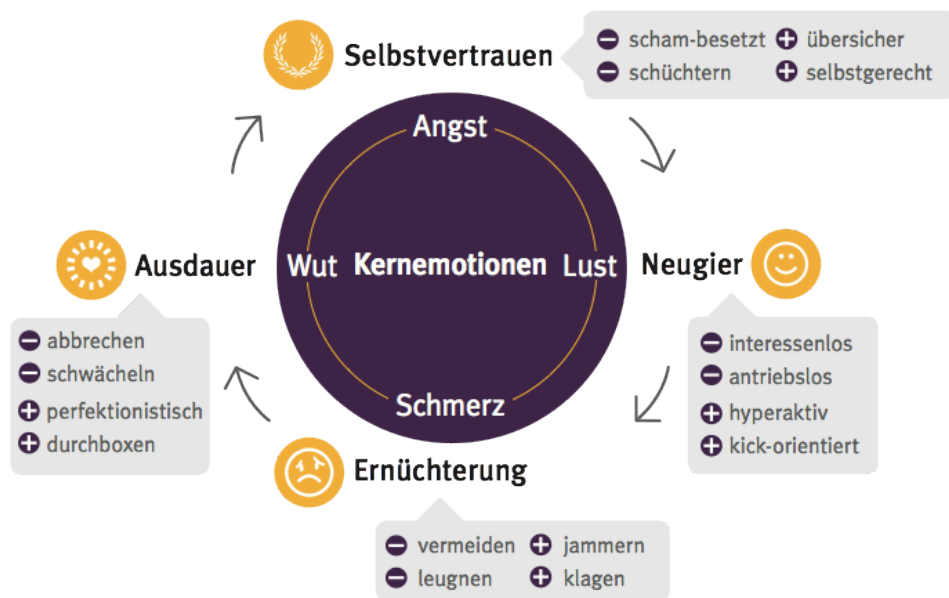 Selbstvertrauen
− scham-besetzt + übersicher
− schüchtern + selbstgerecht
Angst
Ausdauer
Wut Kernemotionen Lust
Neugier
− abbrechen
− schwächeln
+ perfektionistisch
+ durchboxen
− interessenlos
− antriebslos
+ hyperaktiv
+ kick-orientiert
Schmerz
Ernüchterung
− vermeiden + jammern
− leugnen + klagen